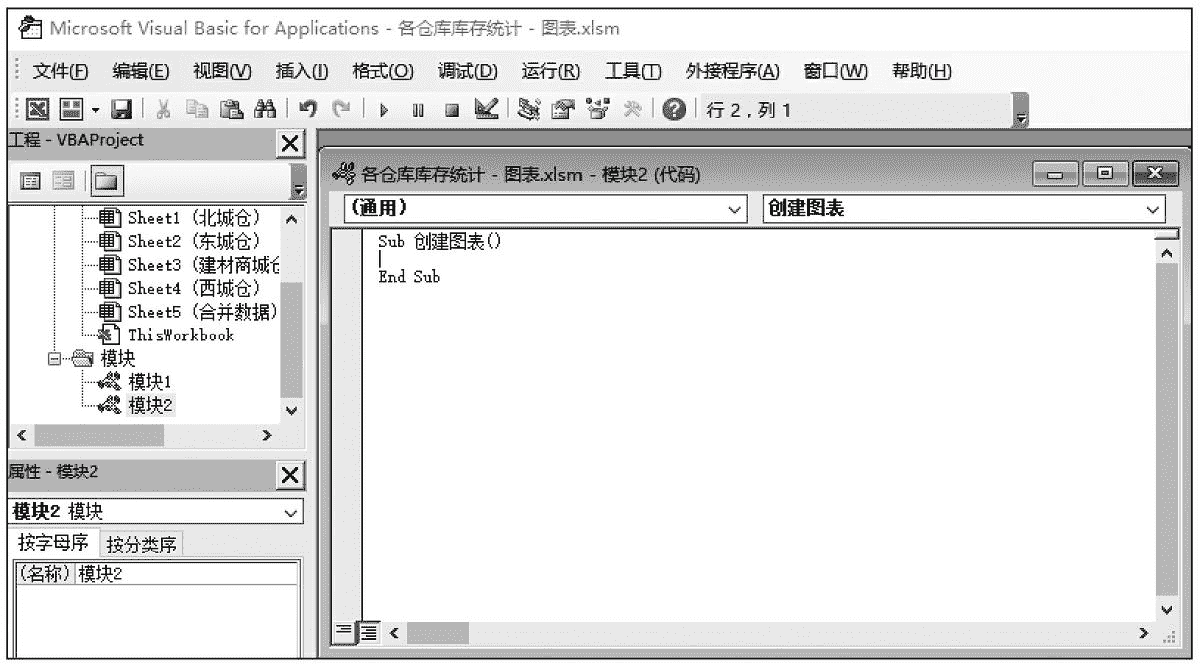 Microsoft Visual Basic for Applications - 各仓库库存统计 - 图表.xlsm
文件(F) 编辑(E) 视图(V) 插入(I) 格式(O) 调试(D) 运行(R) 工具(T) 外接程序(A) 窗口(W) 帮助(H)
行 2 , 列 1
工程 - VBAProject
Sheet1 (北城仓)
Sheet2 (东城仓)
Sheet3 (建材商城仓
Sheet4 (西城仓)
Sheet5 (合并数据)
ThisWorkbook
模块
模块1
模块2
属性 - 模块2
模块2 模块
按字母序 按分类序
(名称) 模块2
各仓库库存统计 - 图表.xlsm - 模块2 (代码)
(通用) 创建图表
Sub 创建图表()
End Sub